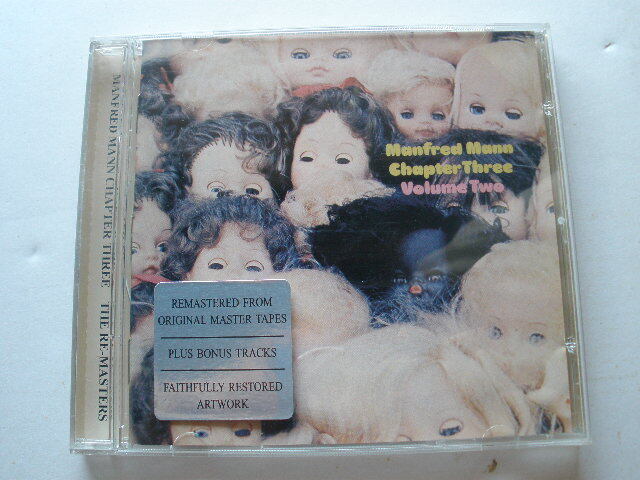 MANFRED MANN CHAPTER THREE THE RE-MASTERS
Manfred Mann
Chapter Three
Volume Two
REMASTERED FROM
ORIGINAL MASTER TAPES
PLUS BONUS TRACKS
FAITHFULLY RESTORED
ARTWORK